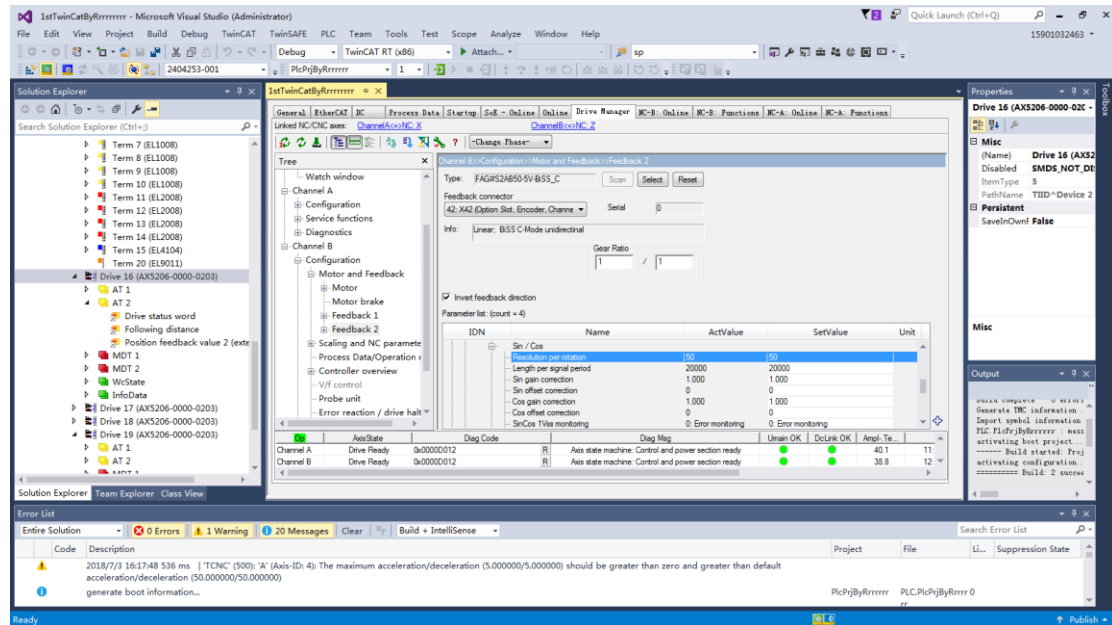 1stTwinCatByRrrrrrrr - Microsoft Visual Studio (Administrator)
2
Quick Launch (Ctrl+Q)
File Edit View Project Build Debug TwinCAT TwinSAFE PLC Team Tools Test Scope Analyze Window Help
15901032463
Debug TwinCAT RT (x86) Attach... sp
2404253-001 PlcPrjByRrrrrr 1
Solution Explorer
Search Solution Explorer (Ctrl+;)
Term 7 (EL1008)
Term 8 (EL1008)
Term 9 (EL1008)
Term 10 (EL1008)
Term 11 (EL2008)
Term 12 (EL2008)
Term 13 (EL2008)
Term 14 (EL2008)
Term 15 (EL4104)
Term 20 (EL9011)
Drive 16 (AX5206-0000-0203)
AT 1
AT 2
Drive status word
Following distance
Position feedback value 2 (exte
MDT 1
MDT 2
WcState
InfoData
Drive 17 (AX5206-0000-0203)
Drive 18 (AX5206-0000-0203)
Drive 19 (AX5206-0000-0203)
AT 1
AT 2
MDT 1
Solution Explorer Team Explorer Class View
1stTwinCatByRrrrrrrr
General EtherCAT DC Process Data Startup SoE - Online Online Drive Manager NC-B: Online NC-B: Functions NC-A: Online NC-A: Functions
Linked NC/CNC axes: ChannelA<=>NC: X ChannelB<=>NC: Z
? -Change Phase-
Tree
Watch window
Channel A
Configuration
Service functions
Diagnostics
Channel B
Configuration
Motor and Feedback
Motor
Motor brake
Feedback 1
Feedback 2
Scaling and NC paramete
Process Data/Operation r
Controller overview
V/f control
Probe unit
Error reaction / drive halt
Channel B>>Configuration>>Motor and Feedback>>Feedback 2
Type: FAG#S2AB50-5V-BiSS_C Scan Select Reset
Feedback connector
42: X42 (Option Slot, Encoder, Channe Serial 0
Info: Linear; BiSS C-Mode unidirectinal
Gear Ratio
1 / 1
Invert feedback direction
Parameter list: (count = 4)
IDN Name ActValue SetValue Unit
Sin / Cos
Resolution per rotation 50 50
Length per signal period 20000 20000
Sin gain correction 1.000 1.000
Sin offset correction 0 0
Cos gain correction 1.000 1.000
Cos offset correction 0 0
SinCos 1Vss monitoring 0: Error monitoring 0: Error monitoring
Op AxisState Diag Code Diag Msg Umain OK DcLink OK Ampl-.Te...
Channel A Drive Ready 0x0000D012 R Axis state machine: Control and power section ready 40.1 11:
Channel B Drive Ready 0x0000D012 R Axis state machine: Control and power section ready 38.8 12:
Toolbox
Properties
Drive 16 (AX5206-0000-020
Misc
(Name) Drive 16 (AX52
Disabled SMDS_NOT_DI
ItemType 5
PathName TIID^Device 2
Persistent
SaveInOwnF False
Misc
Output
Build complete -- 0 errors
Generate TMC information .
Import symbol information
PLC.PlcPrjByRrrrrr : mess
activating boot project...
------ Build started: Proj
activating configuration..
========== Build: 2 succee
Error List
Entire Solution 0 Errors 1 Warning 20 Messages Clear Build + IntelliSense
Search Error List
Code Description Project File Li... Suppression State
2018/7/3 16:17:48 536 ms | 'TCNC' (500): 'A' (Axis-ID: 4): The maximum acceleration/deceleration (5.000000/5.000000) should be greater than zero and greater than default
acceleration/deceleration (50.000000/50.000000)
generate boot information... PlcPrjByRrrrrr PLC.PlcPrjByRrrrr 0
rr
Ready
Publish